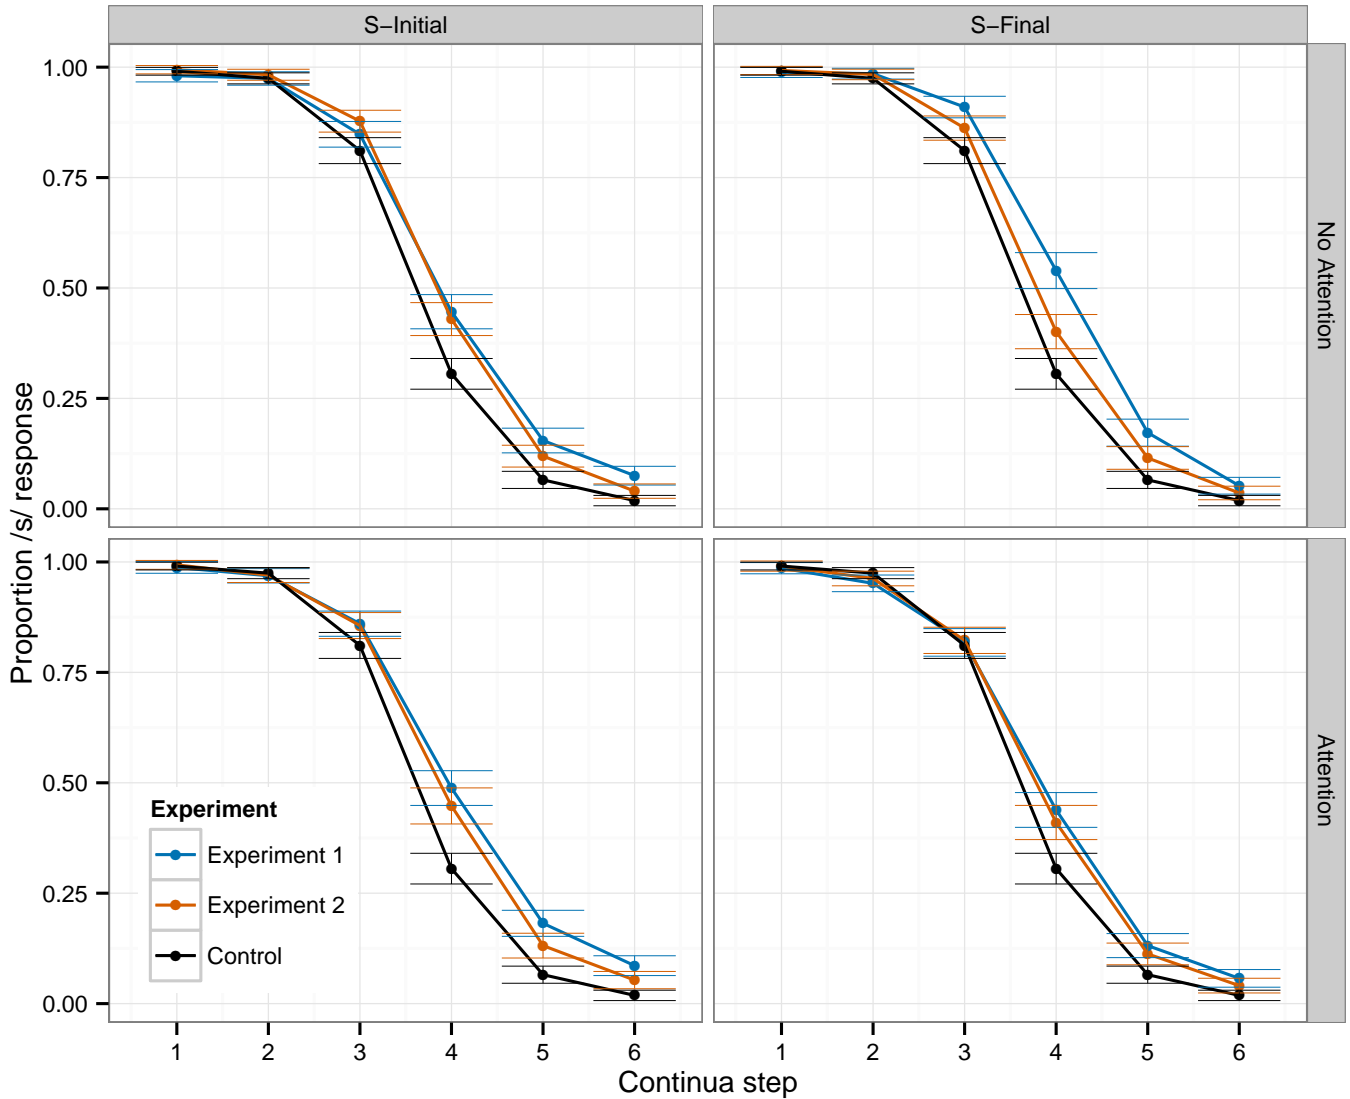 S−Initial
S−Final
1.00
0.75
0.50
0.25
0.00
No Attention
1.00
0.75
0.50
0.25
0.00
Attention
Proportion /s/ response
Experiment
Experiment 1
Experiment 2
Control
1 2 3 4 5 6
1 2 3 4 5 6
Continua step